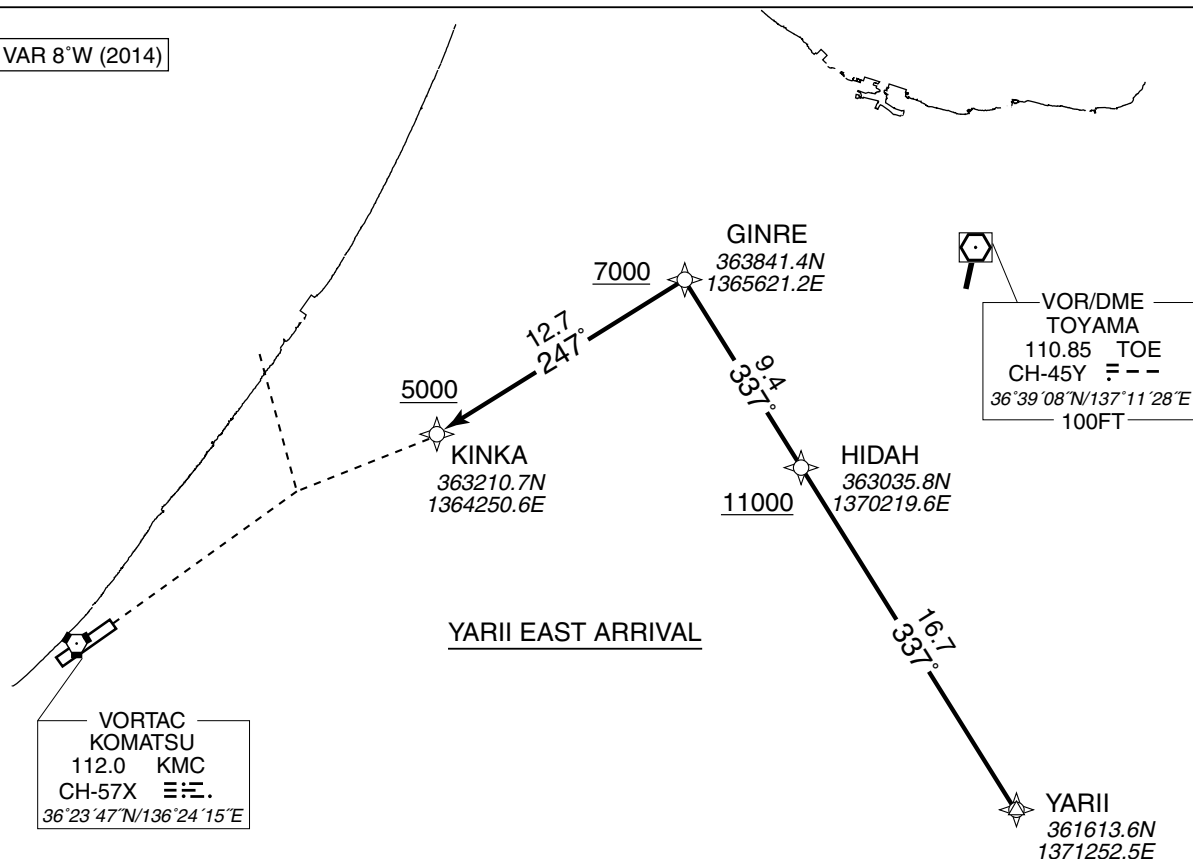 VAR 8°W (2014)
GINRE
363841.4N
1365621.2E
7000
12.7
247°
9.4
337°
VOR/DME
TOYAMA
110.85 TOE
CH-45Y
36°39´08˝N/137°11´28˝E
100FT
5000
KINKA
363210.7N
1364250.6E
HIDAH
363035.8N
1370219.6E
11000
16.7
337°
YARII EAST ARRIVAL
VORTAC
KOMATSU
112.0 KMC
CH-57X
36°23´47˝N/136°24´15˝E
YARII
361613.6N
1371252.5E